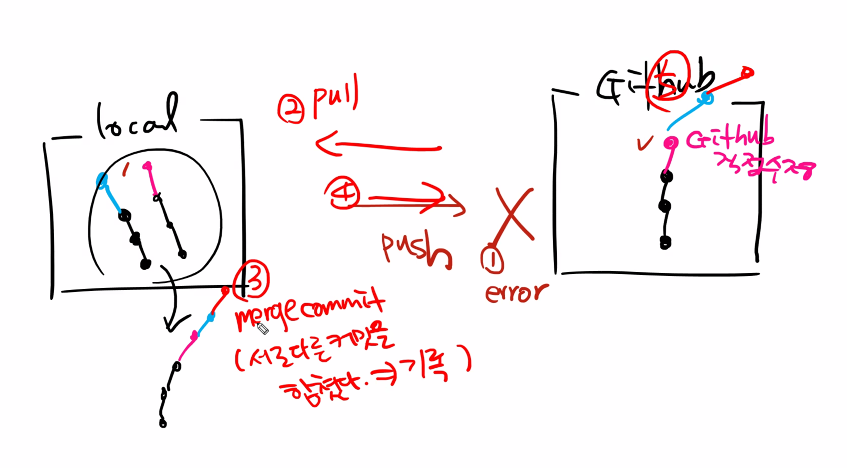 local
② pull
④
push
① error
Github
⑤
Github
직접수정
③
merge commit
(서로다른커밋을
합쳤다. ⇒ 기록)